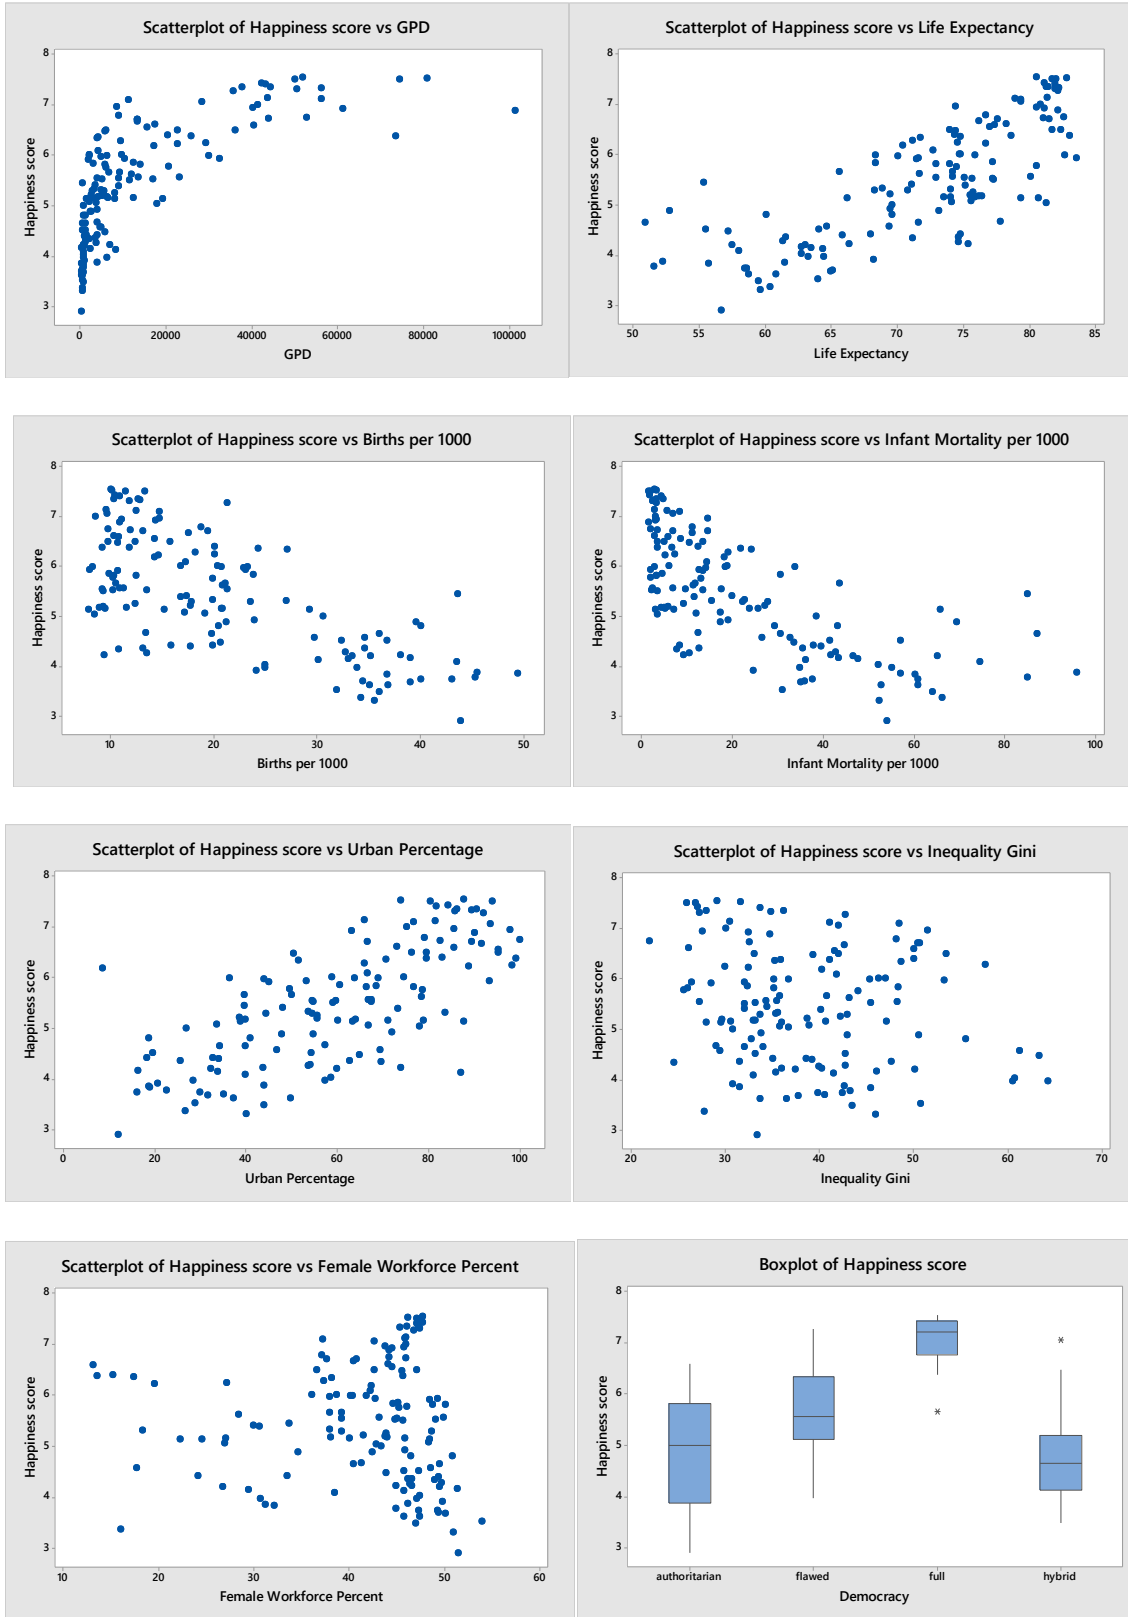 Scatterplot of Happiness score vs GPD
8
7
6
5
4
3
Happiness score
0 20000 40000 60000 80000 100000
GPD
Scatterplot of Happiness score vs Life Expectancy
8
7
6
5
4
3
Happiness score
50 55 60 65 70 75 80 85
Life Expectancy
Scatterplot of Happiness score vs Births per 1000
8
7
6
5
4
3
Happiness score
10 20 30 40 50
Births per 1000
Scatterplot of Happiness score vs Infant Mortality per 1000
8
7
6
5
4
3
Happiness score
0 20 40 60 80 100
Infant Mortality per 1000
Scatterplot of Happiness score vs Urban Percentage
8
7
6
5
4
3
Happiness score
0 20 40 60 80 100
Urban Percentage
Scatterplot of Happiness score vs Inequality Gini
8
7
6
5
4
3
Happiness score
20 30 40 50 60 70
Inequality Gini
Scatterplot of Happiness score vs Female Workforce Percent
8
7
6
5
4
3
Happiness score
10 20 30 40 50 60
Female Workforce Percent
Boxplot of Happiness score
8
7
6
5
4
3
Happiness score
authoritarian flawed full hybrid
Democracy